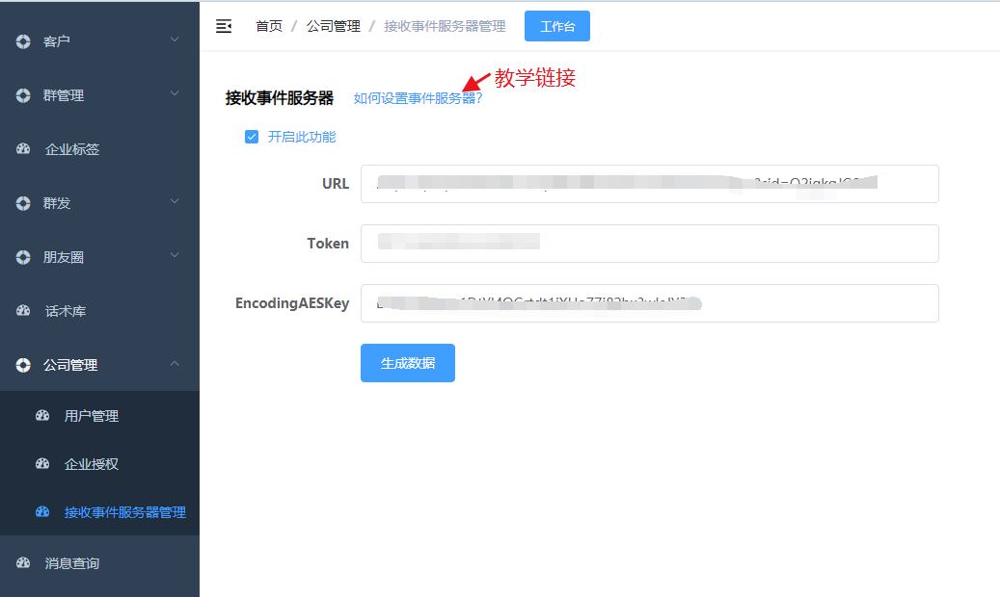 客户
群管理
企业标签
群发
朋友圈
话术库
公司管理
用户管理
企业授权
接收事件服务器管理
消息查询
首页 / 公司管理 / 接收事件服务器管理 工作台
教学链接
接收事件服务器 如何设置事件服务器?
开启此功能
URL
Token
EncodingAESKey
生成数据